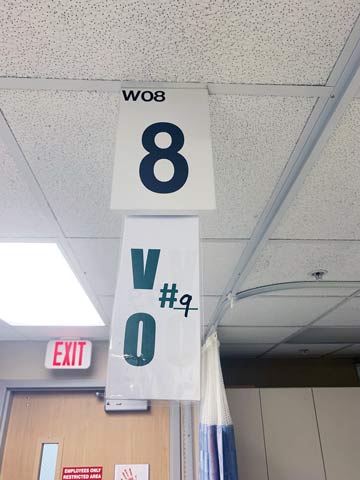 W08
8
V
#9
O
EXIT
EMPLOYEES ONLY
RESTRICTED AREA